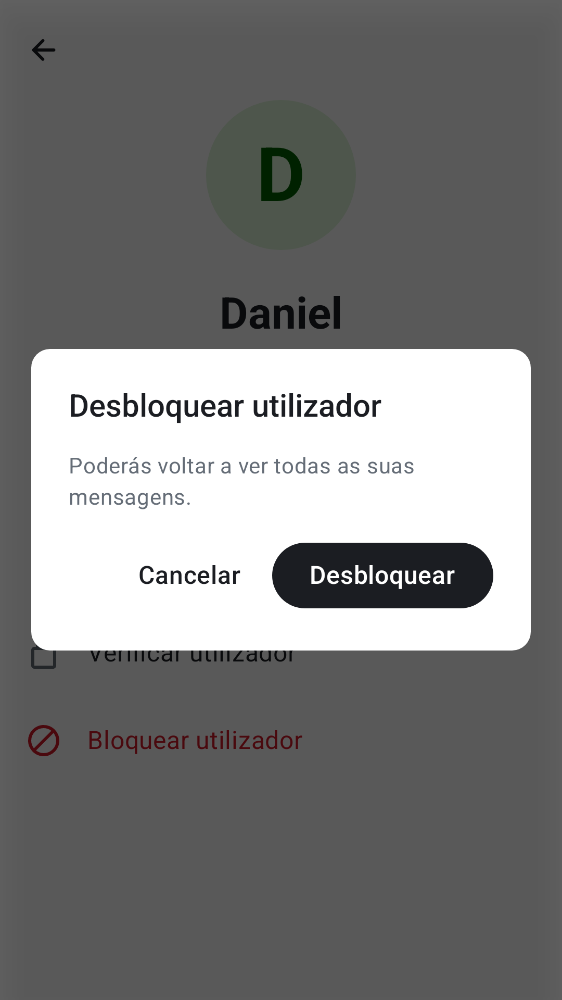 D
Daniel
Desbloquear utilizador
Poderás voltar a ver todas as suas
mensagens.
Cancelar
Desbloquear
Verificar utilizador
Bloquear utilizador